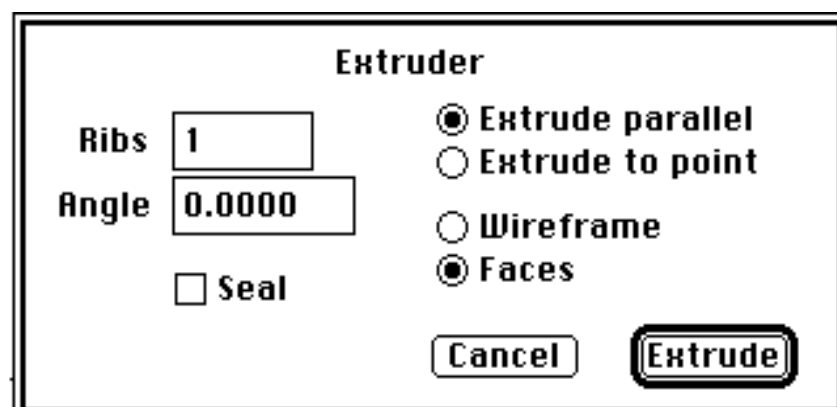 Extruder
Ribs 1
Angle 0.0000
Seal
Extrude parallel
Extrude to point
Wireframe
Faces
Cancel Extrude